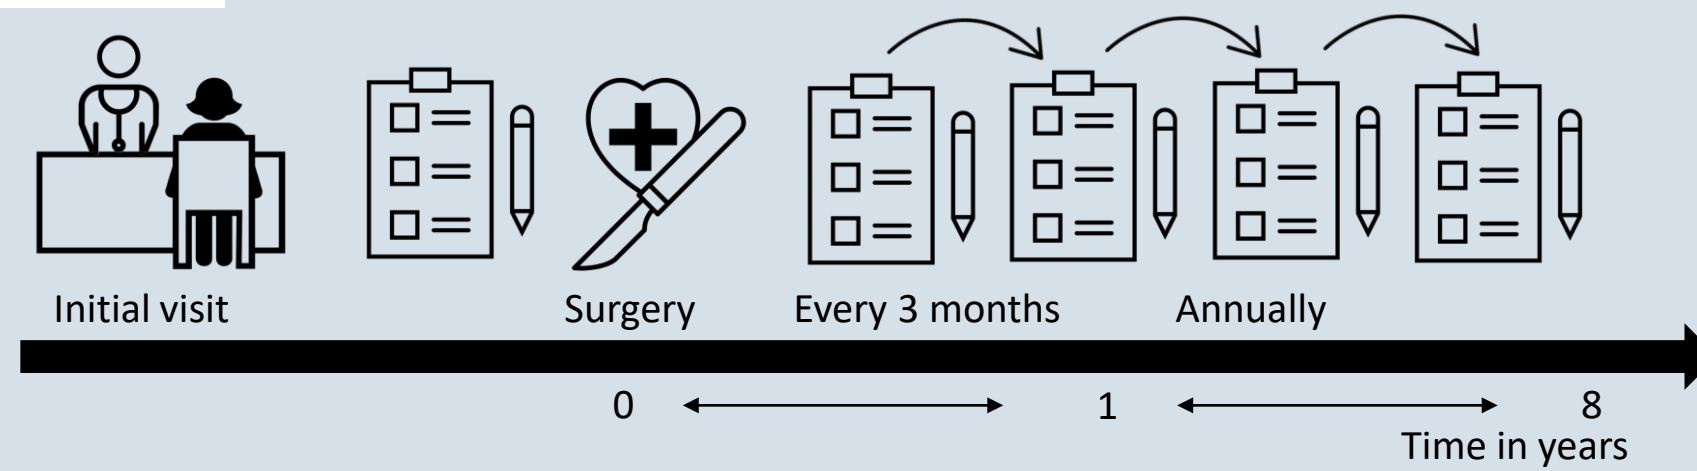 Initial visit
Surgery
Every 3 months
Annually
0
1
8
Time in years